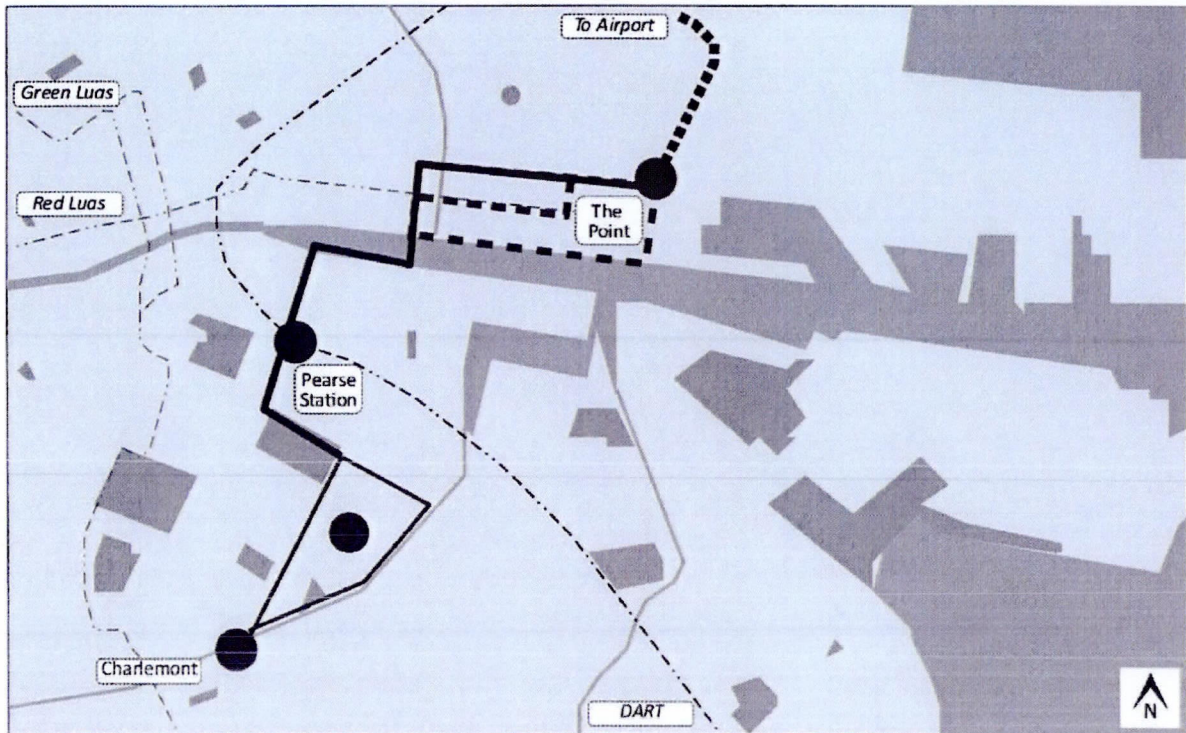 To Airport
Green Luas
Red Luas
The
Point
Pearse
Station
Charlemont
DART
N